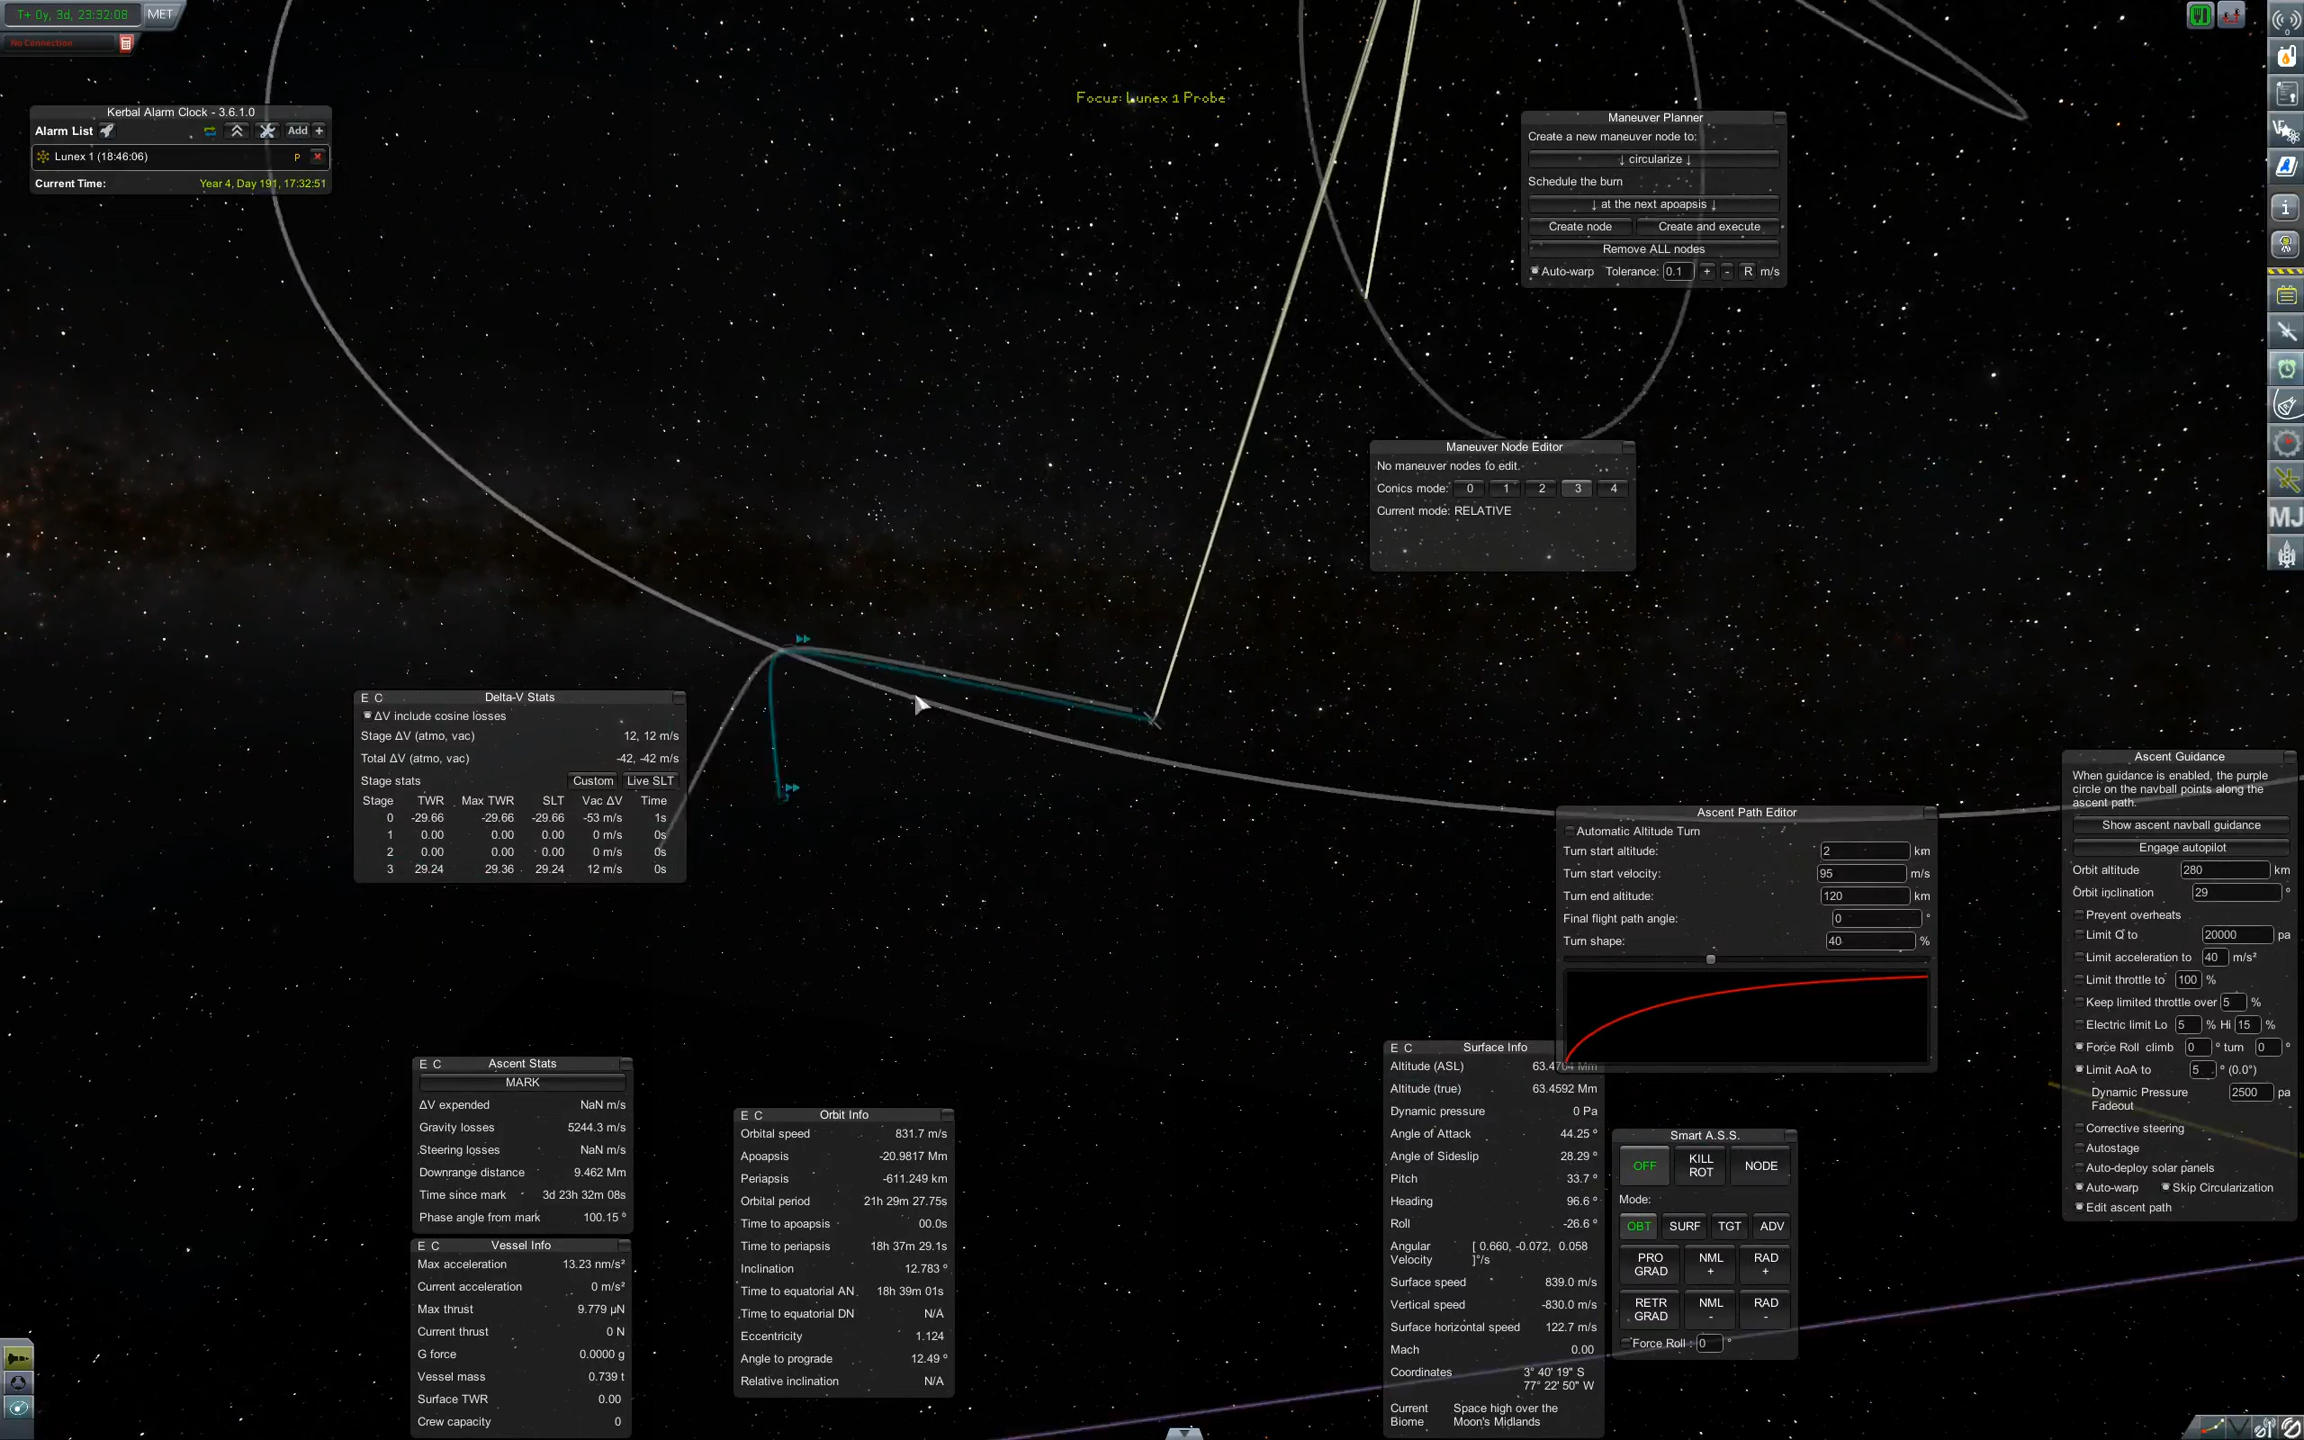 T+ 0y, 3d, 23:32:08 MET
No Connection
Kerbal Alarm Clock - 3.6.1.0
Alarm List Add +
Lunex 1 (18:46:06) P
Current Time: Year 4, Day 191, 17:32:51
Focus: Lunex 1 Probe
Maneuver Planner
Create a new maneuver node to:
↓ circularize ↓
Schedule the burn
↓ at the next apoapsis ↓
Create node Create and execute
Remove ALL nodes
Auto-warp Tolerance: 0.1 + - R m/s
Maneuver Node Editor
No maneuver nodes to edit.
Conics mode: 0 1 2 3 4
Current mode: RELATIVE
MJ
E C Delta-V Stats
ΔV include cosine losses
Stage ΔV (atmo, vac) 12, 12 m/s
Total ΔV (atmo, vac) -42, -42 m/s
Stage stats Custom Live SLT
Stage TWR Max TWR SLT Vac ΔV Time
0 -29.66 -29.66 -29.66 -53 m/s 1s
1 0.00 0.00 0.00 0 m/s 0s
2 0.00 0.00 0.00 0 m/s 0s
3 29.24 29.36 29.24 12 m/s 0s
Ascent Path Editor
Automatic Altitude Turn
Turn start altitude: 2 km
Turn start velocity: 95 m/s
Turn end altitude: 120 km
Final flight path angle: 0 °
Turn shape: 40 %
Ascent Guidance
When guidance is enabled, the purple
circle on the navball points along the
ascent path.
Show ascent navball guidance
Engage autopilot
Orbit altitude 280 km
Orbit inclination 29 °
Prevent overheats
Limit Q to 20000 pa
Limit acceleration to 40 m/s²
Limit throttle to 100 %
Keep limited throttle over 5 %
Electric limit Lo 5 % Hi 15 %
Force Roll climb 0 ° turn 0 °
Limit AoA to 5 ° (0.0°)
Dynamic Pressure
Fadeout 2500 pa
Corrective steering
Autostage
Auto-deploy solar panels
Auto-warp Skip Circularization
Edit ascent path
E C Ascent Stats
MARK
ΔV expended NaN m/s
Gravity losses 5244.3 m/s
Steering losses NaN m/s
Downrange distance 9.462 Mm
Time since mark 3d 23h 32m 08s
Phase angle from mark 100.15 °
E C Vessel Info
Max acceleration 13.23 nm/s²
Current acceleration 0 m/s²
Max thrust 9.779 µN
Current thrust 0 N
G force 0.0000 g
Vessel mass 0.739 t
Surface TWR 0.00
Crew capacity 0
E C Orbit Info
Orbital speed 831.7 m/s
Apoapsis -20.9817 Mm
Periapsis -611.249 km
Orbital period 21h 29m 27.75s
Time to apoapsis 00.0s
Time to periapsis 18h 37m 29.1s
Inclination 12.783 °
Time to equatorial AN 18h 39m 01s
Time to equatorial DN N/A
Eccentricity 1.124
Angle to prograde 12.49 °
Relative inclination N/A
E C Surface Info
Altitude (ASL) 63.4704 Mm
Altitude (true) 63.4592 Mm
Dynamic pressure 0 Pa
Angle of Attack 44.25 °
Angle of Sideslip 28.29 °
Pitch 33.7 °
Heading 96.6 °
Roll -26.6 °
Angular [ 0.660, -0.072, 0.058
Velocity ]°/s
Surface speed 839.0 m/s
Vertical speed -830.0 m/s
Surface horizontal speed 122.7 m/s
Mach 0.00
Coordinates 3° 40' 19" S
77° 22' 50" W
Current Space high over the
Biome Moon's Midlands
Smart A.S.S.
OFF KILL ROT NODE
Mode:
OBT SURF TGT ADV
PRO GRAD NML + RAD +
RETR GRAD NML - RAD -
Force Roll : 0 °